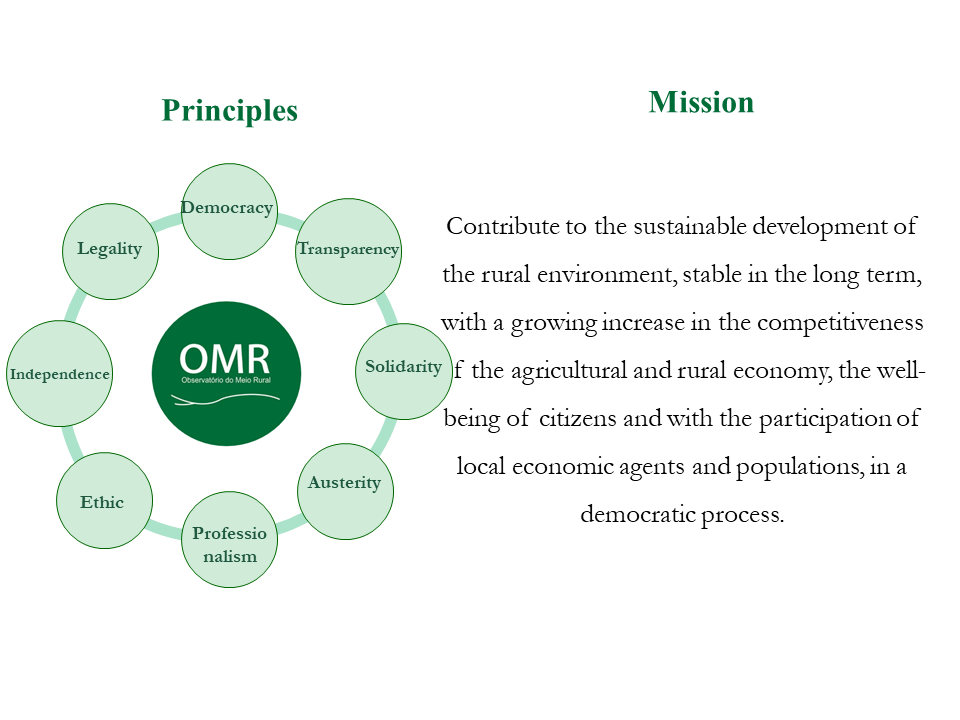 Principles
Democracy
Transparency
Solidarity
Austerity
Professio
nalism
Ethic
Independence
Legality
OMR
Observatório do Meio Rural
Mission
Contribute to the sustainable development of
the rural environment, stable in the long term,
with a growing increase in the competitiveness
f the agricultural and rural economy, the well-
being of citizens and with the participation of
local economic agents and populations, in a
democratic process.